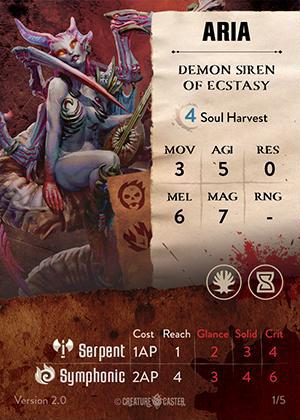 ARIA
DEMON SIREN
OF ECSTASY
4 Soul Harvest
MOV AGI RES
3 5 0
MEL MAG RNG
6 7 -
Cost Reach Glance Solid Crit
Serpent 1AP 1 2 3 4
Symphonic 2AP 4 3 4 6
Version 2.0 © CREATURE CASTER 1/5